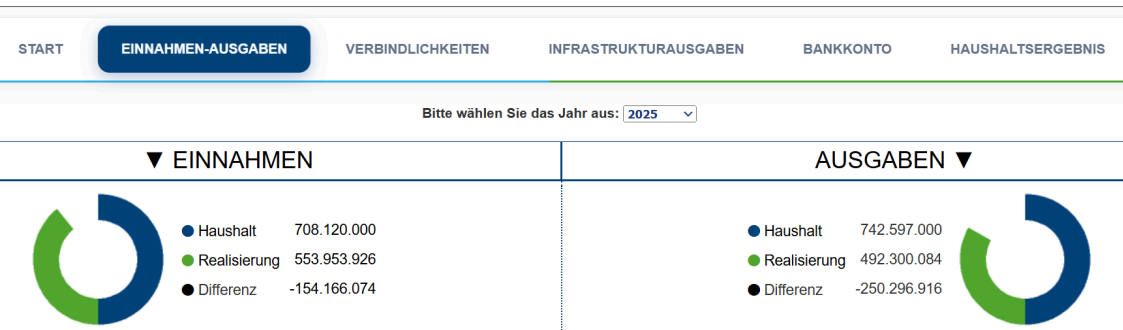 START EINNAHMEN-AUSGABEN VERBINDLICHKEITEN INFRASTRUKTURAUSGABEN BANKKONTO HAUSHALTSERGEBNIS
Bitte wählen Sie das Jahr aus: 2025
▼ EINNAHMEN
Haushalt 708.120.000
Realisierung 553.953.926
Differenz -154.166.074
AUSGABEN ▼
Haushalt 742.597.000
Realisierung 492.300.084
Differenz -250.296.916